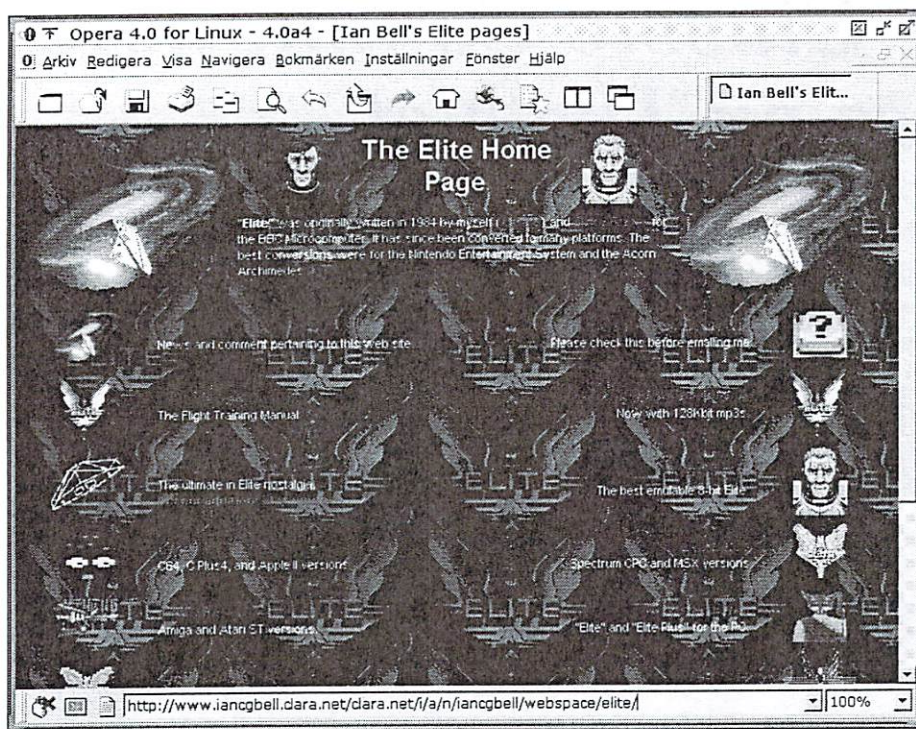 Opera 4.0 for Linux - 4.0a4 - [Ian Bell's Elite pages]
Arkiv Redigera Visa Navigera Bokmärken Inställningar Fönster Hjälp
Ian Bell's Elit...
The Elite Home
Page
"Elite" was originally written in 1984 by myself and for
the BBC Microcomputer. It has since been converted to many platforms. The
best conversions were for the Nintendo Entertainment System and the Acorn
Archimedes
News and comment pertaining to this web site
Please check this before emailing me
The Flight Training Manual
Now with 128Kbit mp3s
The ultimate in Elite nostalgia
The best emulatable 8-bit Elite
C64, C Plus4, and Apple II versions
Spectrum CPC and MSX versions
Amiga and Atari ST versions
"Elite" and "Elite Plus" for the PC
ELITE
http://www.iancgbell.clara.net/clara.net/i/a/n/iancgbell/webspace/elite/
100%